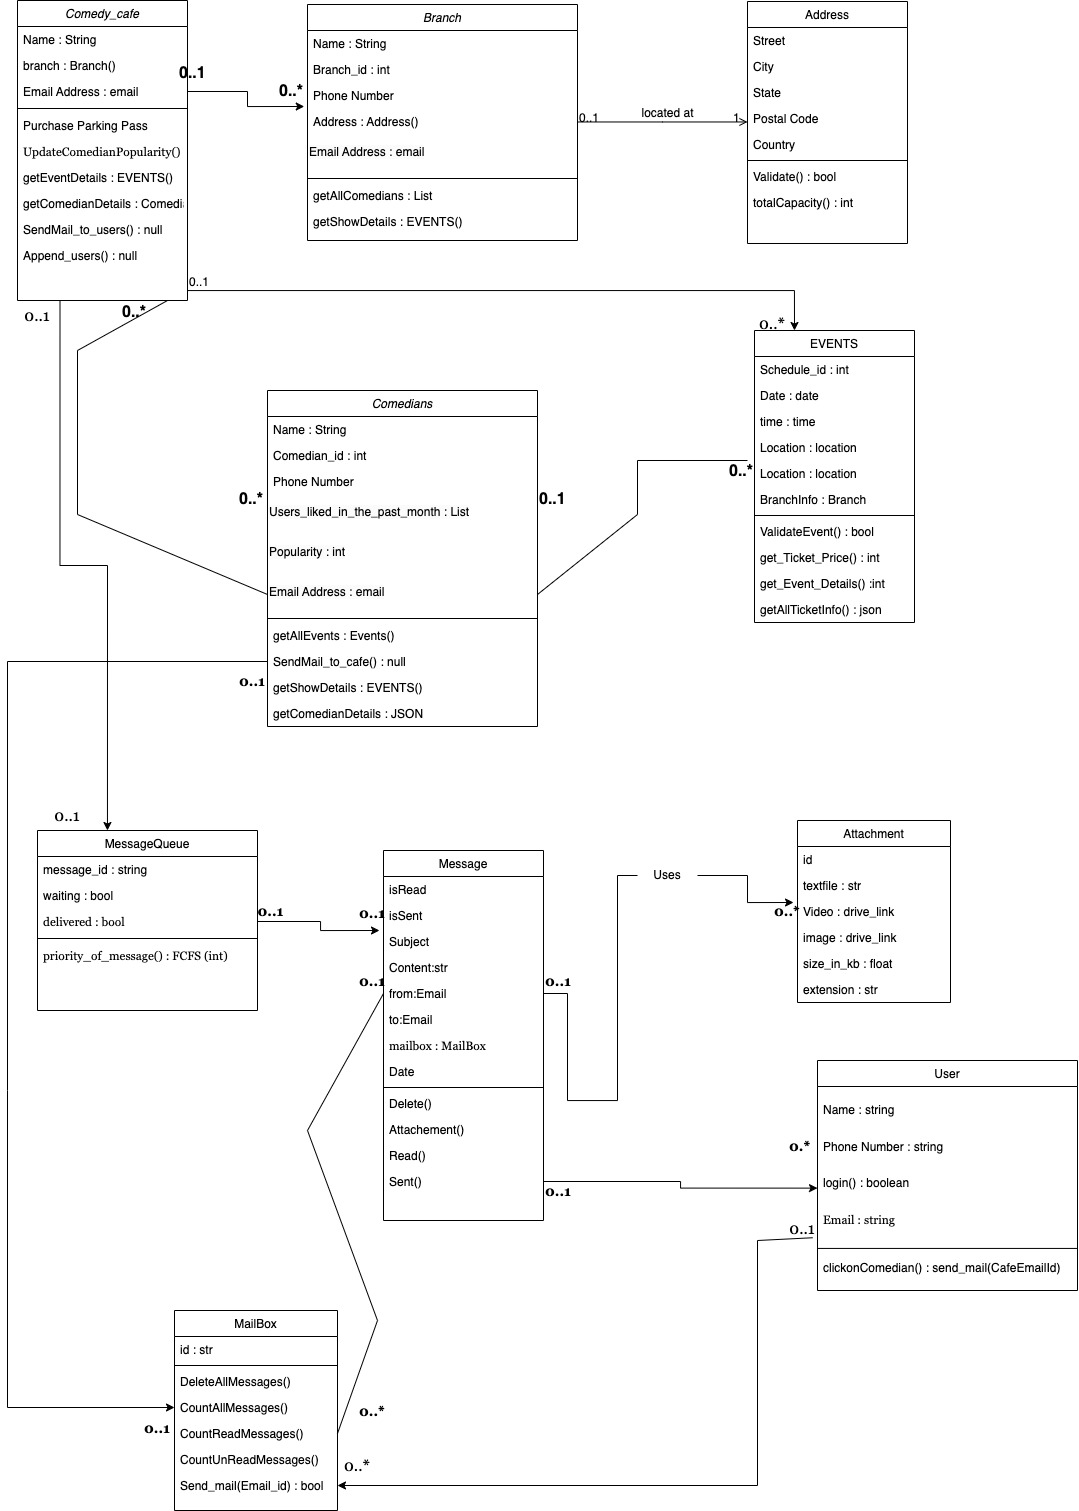 Comedy_cafe
Name : String
branch : Branch()
Email Address : email
Purchase Parking Pass
UpdateComedianPopularity()
getEventDetails : EVENTS()
getComedianDetails : Comedi
SendMail_to_users() : null
Append_users() : null
0..1
0..*
Branch
Name : String
Branch_id : int
Phone Number
Address : Address()
Email Address : email
getAllComedians : List
getShowDetails : EVENTS()
0..1
located at
1
Address
Street
City
State
Postal Code
Country
Validate() : bool
totalCapacity() : int
0..1
0..*
0..1
0..*
EVENTS
Schedule_id : int
Date : date
time : time
Location : location
Location : location
BranchInfo : Branch
ValidateEvent() : bool
get_Ticket_Price() : int
get_Event_Details() :int
getAllTicketInfo() : json
0..*
Comedians
Name : String
Comedian_id : int
Phone Number
Users_liked_in_the_past_month : List
Popularity : int
Email Address : email
getAllEvents : Events()
SendMail_to_cafe() : null
getShowDetails : EVENTS()
getComedianDetails : JSON
0..*
0..1
0..1
0..1
MessageQueue
message_id : string
waiting : bool
delivered : bool
priority_of_message() : FCFS (int)
0..1
0..1
Message
isRead
isSent
Subject
Content:str
from:Email
to:Email
mailbox : MailBox
Date
Delete()
Attachement()
Read()
Sent()
0..1
0..1
0..1
Uses
0..*
Attachment
id
textfile : str
Video : drive_link
image : drive_link
size_in_kb : float
extension : str
User
Name : string
Phone Number : string
login() : boolean
Email : string
clickonComedian() : send_mail(CafeEmailId)
0.*
0..1
MailBox
id : str
DeleteAllMessages()
CountAllMessages()
CountReadMessages()
CountUnReadMessages()
Send_mail(Email_id) : bool
0..1
0..*
0..*